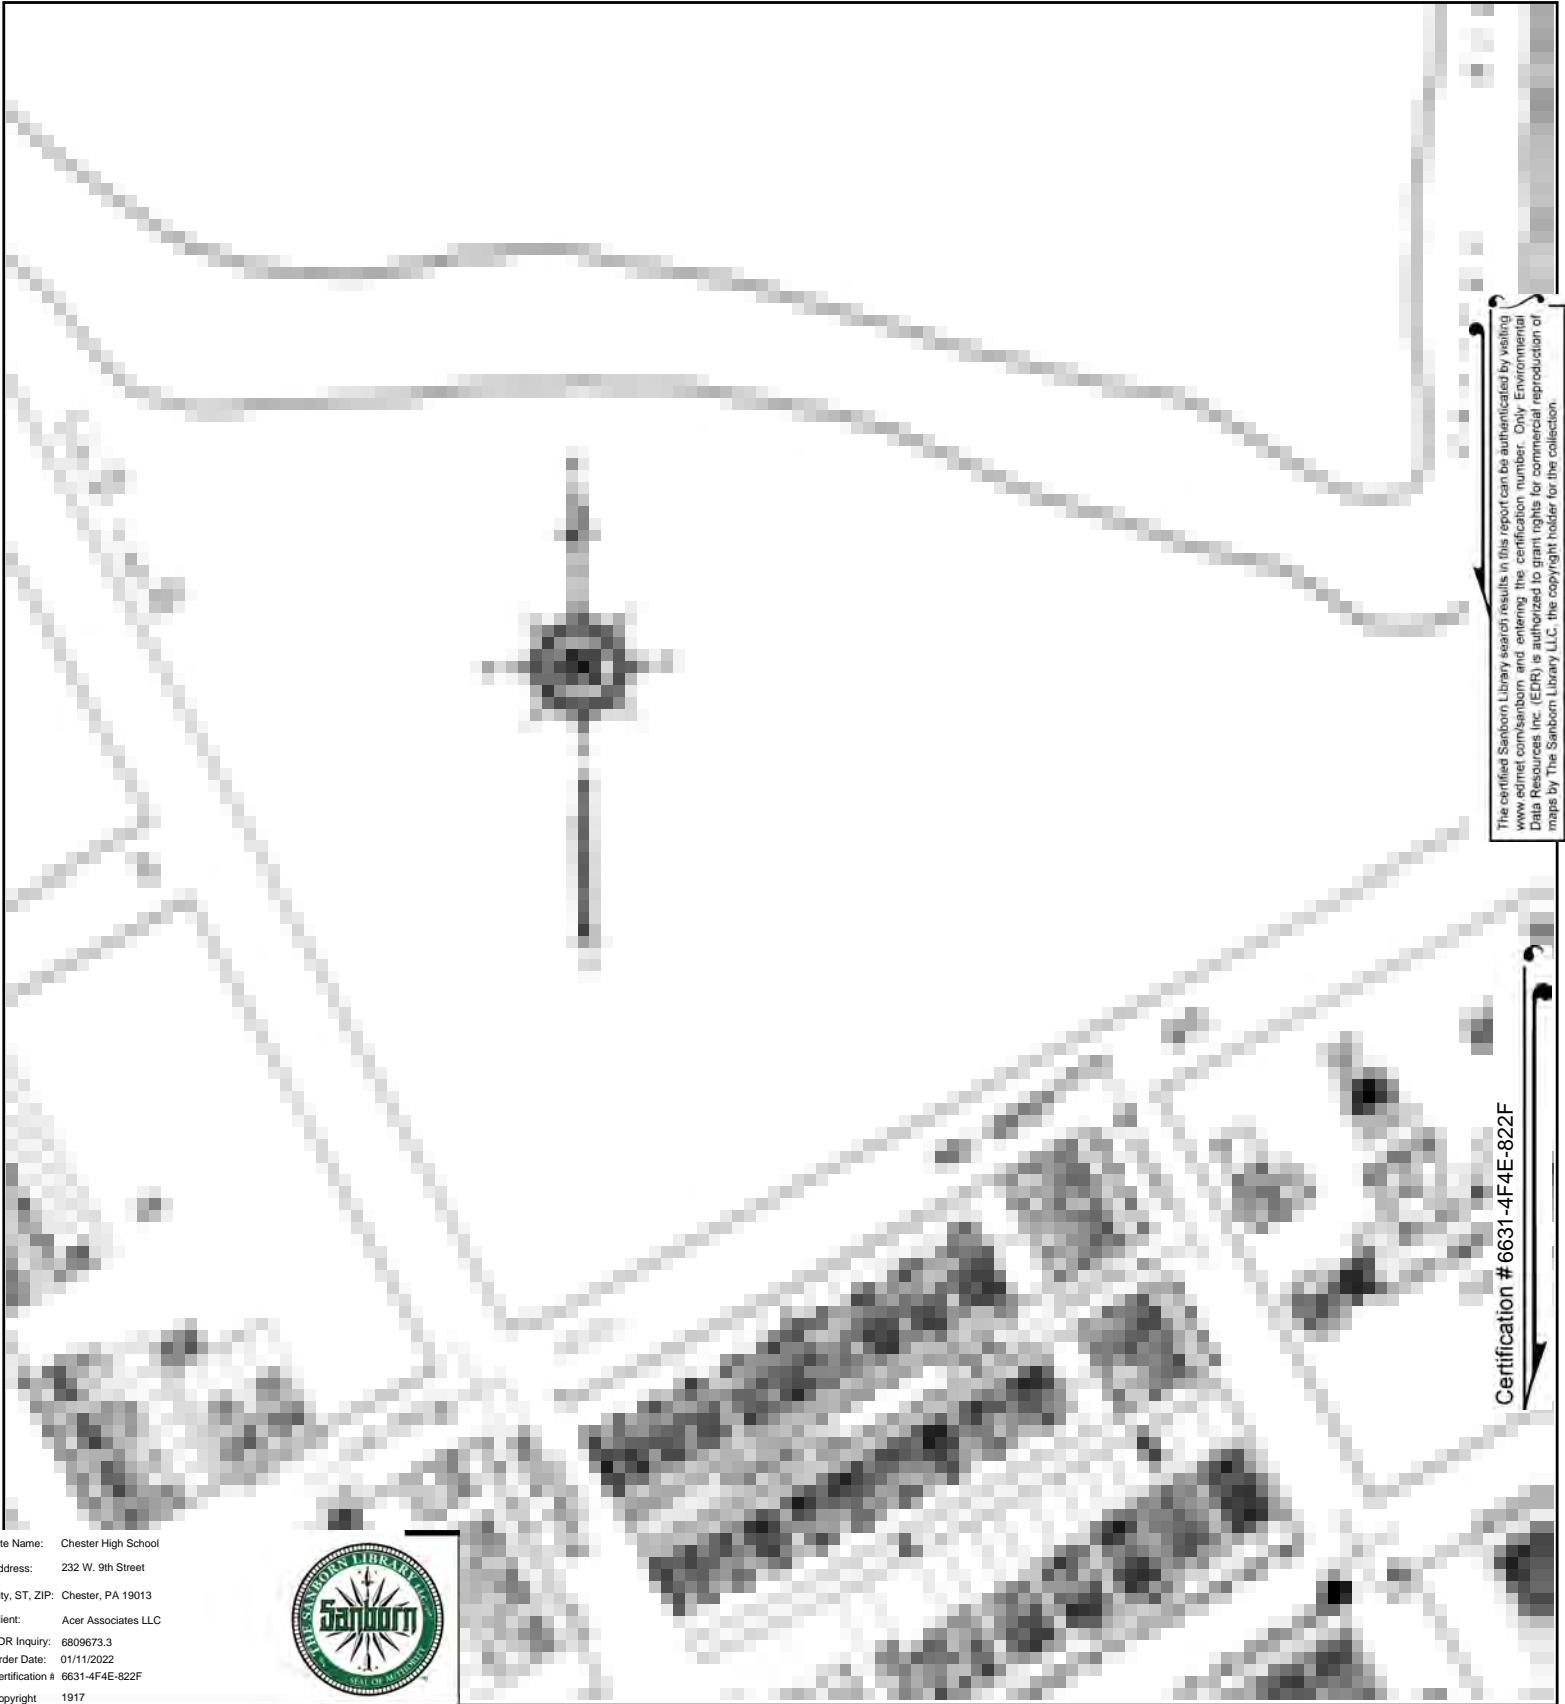 The certified Sanborn Library search results in this report can be authenticated by visiting
www.edrnet.com/sanborn and entering the certification number. Only Environmental
Data Resources Inc. (EDR) is authorized to grant rights for commercial reproduction of
maps by The Sanborn Library LLC, the copyright holder for the collection.
Certification # 6631-4F4E-822F
te Name: Chester High School
ddress: 232 W. 9th Street
ty, ST, ZIP: Chester, PA 19013
ient: Acer Associates LLC
DR Inquiry: 6809673.3
rder Date: 01/11/2022
ertification # 6631-4F4E-822F
opyright 1917
THE SANBORN LIBRARY, LLC
Sanborn
SEAL OF AUTHORITY